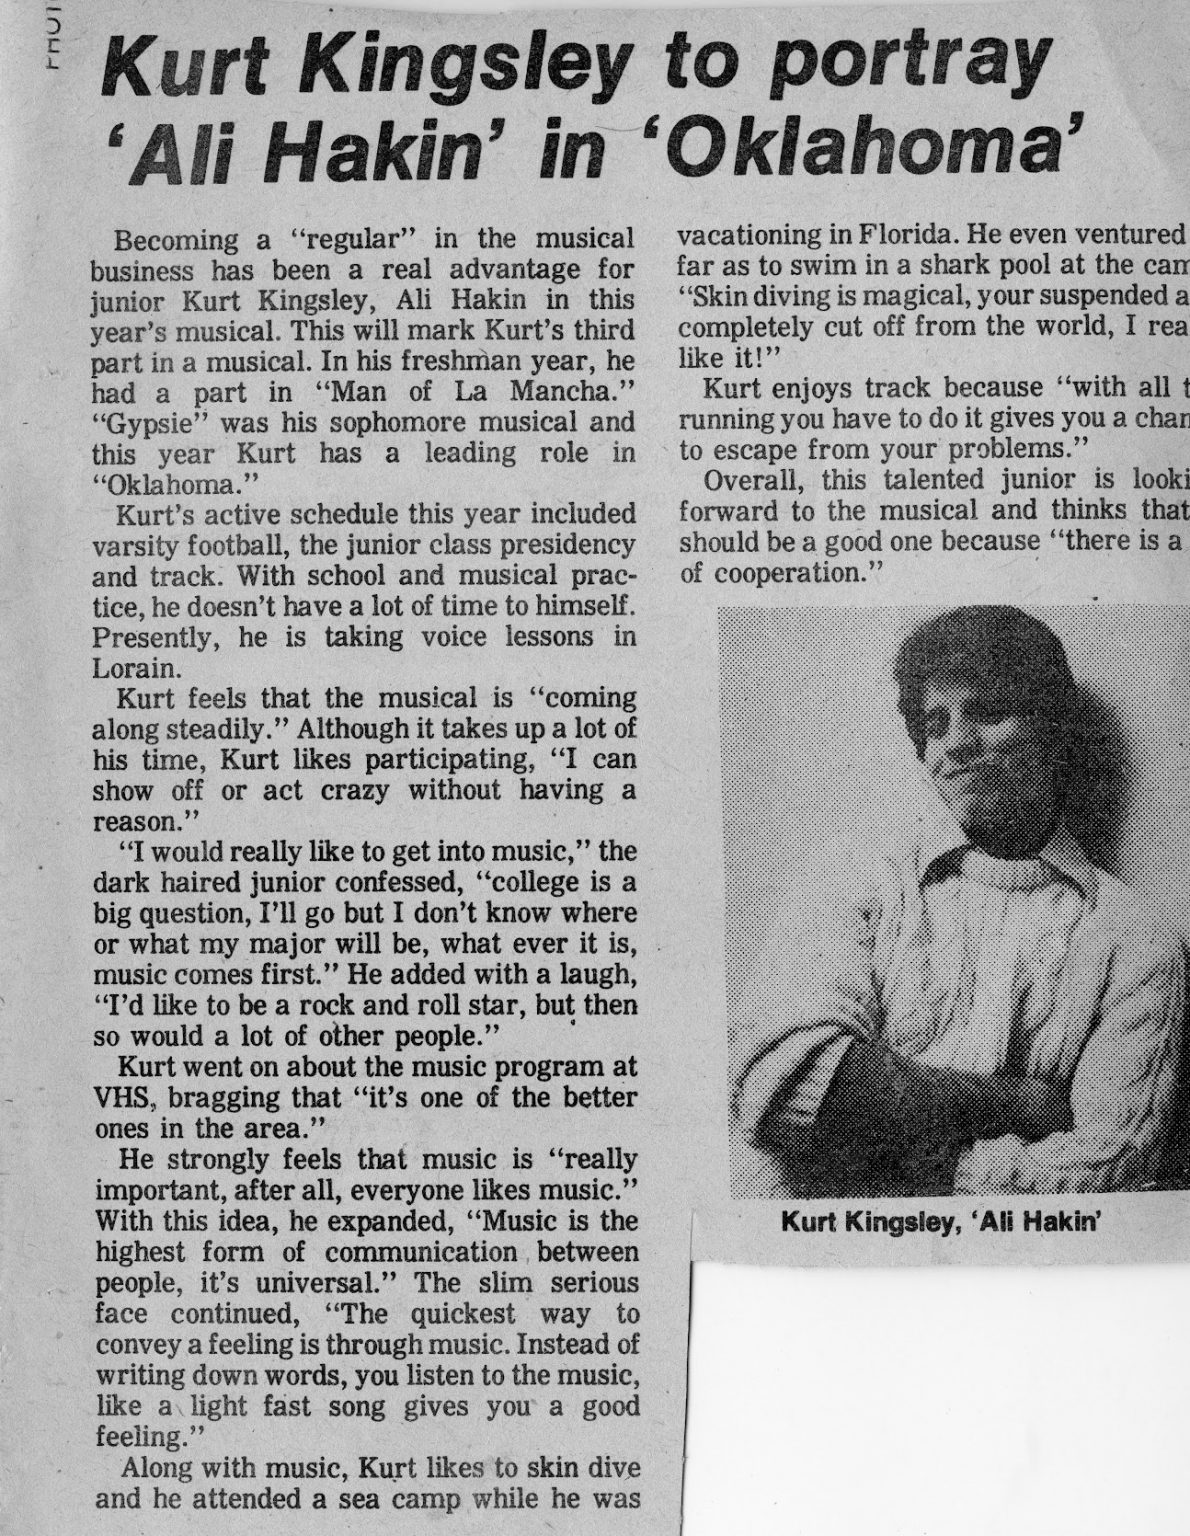 Kurt Kingsley to portray
‘Ali Hakin’ in ‘Oklahoma’
Becoming a “regular” in the musical
business has been a real advantage for
junior Kurt Kingsley, Ali Hakin in this
year’s musical. This will mark Kurt’s third
part in a musical. In his freshman year, he
had a part in “Man of La Mancha.”
“Gypsie” was his sophomore musical and
this year Kurt has a leading role in
“Oklahoma.”
Kurt’s active schedule this year included
varsity football, the junior class presidency
and track. With school and musical prac-
tice, he doesn’t have a lot of time to himself.
Presently, he is taking voice lessons in
Lorain.
Kurt feels that the musical is “coming
along steadily.” Although it takes up a lot of
his time, Kurt likes participating, “I can
show off or act crazy without having a
reason.”
“I would really like to get into music,” the
dark haired junior confessed, “college is a
big question, I’ll go but I don’t know where
or what my major will be, what ever it is,
music comes first.” He added with a laugh,
“I’d like to be a rock and roll star, but then
so would a lot of other people.”
Kurt went on about the music program at
VHS, bragging that “it’s one of the better
ones in the area.”
He strongly feels that music is “really
important, after all, everyone likes music.”
With this idea, he expanded, “Music is the
highest form of communication between
people, it’s universal.” The slim serious
face continued, “The quickest way to
convey a feeling is through music. Instead of
writing down words, you listen to the music,
like a light fast song gives you a good
feeling.”
Along with music, Kurt likes to skin dive
and he attended a sea camp while he was
vacationing in Florida. He even ventured
far as to swim in a shark pool at the
“Skin diving is magical, your suspended
completely cut off from the world, I
like it!”
Kurt enjoys track because “with all
running you have to do it gives you a
to escape from your problems.”
Overall, this talented junior is
forward to the musical and thinks that
should be a good one because “there is a
of cooperation.”
Kurt Kingsley, ‘Ali Hakin’